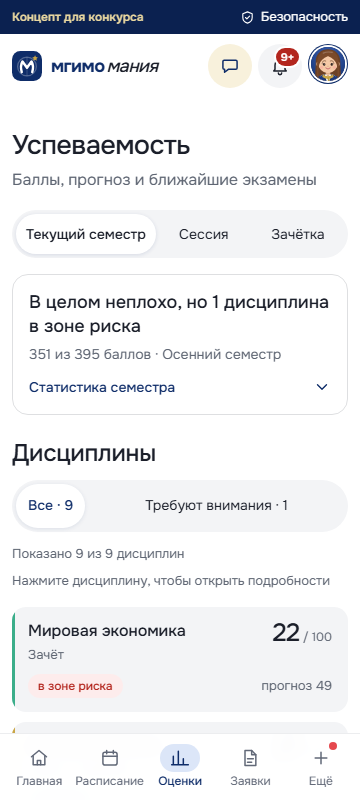 Концепт для конкурса
Безопасность
мгимо мания
9+
Успеваемость
Баллы, прогноз и ближайшие экзамены
Текущий семестр
Сессия
Зачётка
В целом неплохо, но 1 дисциплина
в зоне риска
351 из 395 баллов · Осенний семестр
Статистика семестра
Дисциплины
Все · 9
Требуют внимания · 1
Показано 9 из 9 дисциплин
Нажмите дисциплину, чтобы открыть подробности
Мировая экономика
22 / 100
Зачёт
в зоне риска
прогноз 49
Главная
Расписание
Оценки
Заявки
Ещё